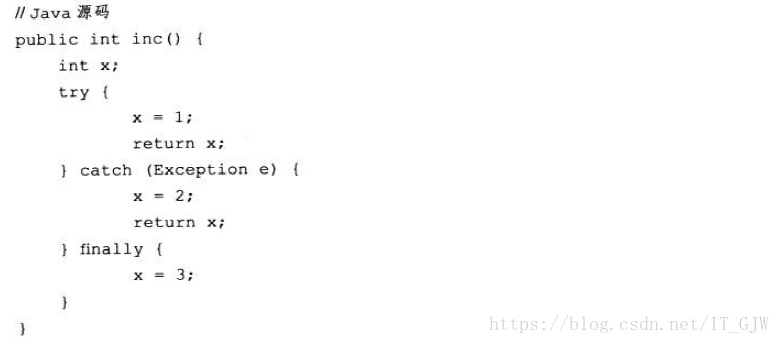 //Java 源码
public int inc() {
int x;
try {
x = 1;
return x;
} catch (Exception e) {
x = 2;
return x;
} finally {
x = 3;
}
}
https://blog.csdn.net/IT_GJW